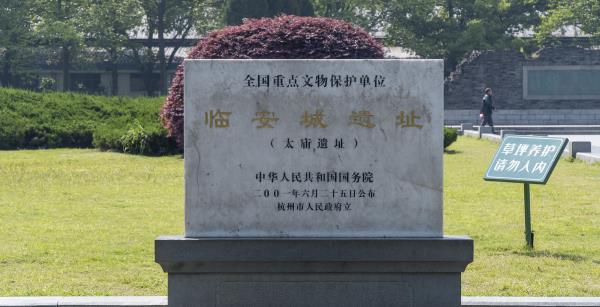 全国重点文物保护单位
临安城遗址
(太庙遗址)
中华人民共和国国务院
二00一年六月二十五日公布
杭州市人民政府立
草坪养护
请勿入内